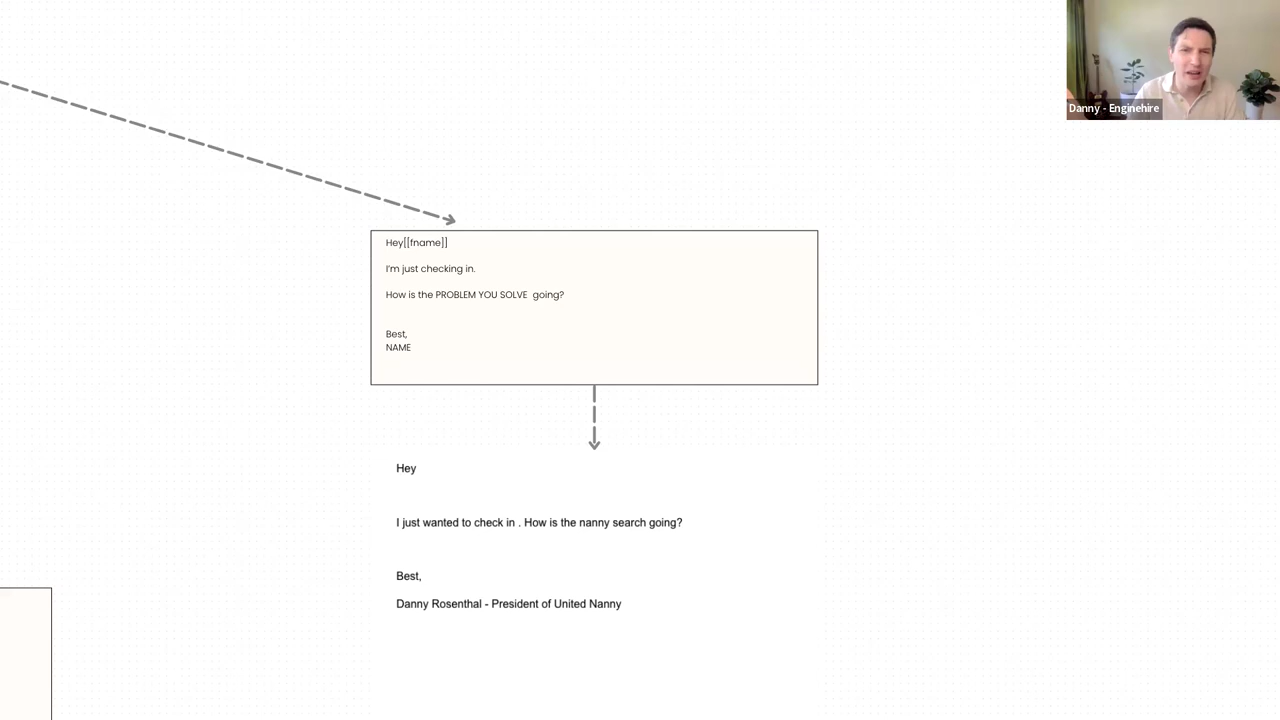 Danny - Enginehire
Hey[[fname]]
I'm just checking in.
How is the PROBLEM YOU SOLVE  going?
Best,
NAME
Hey
I just wanted to check in . How is the nanny search going?
Best,
Danny Rosenthal - President of United Nanny